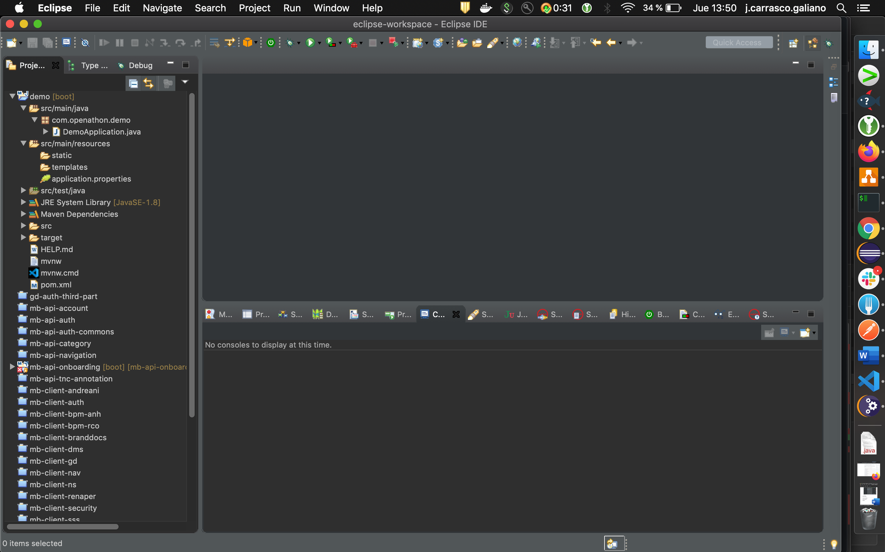 Eclipse File Edit Navigate Search Project Run Window Help 0:31 34 % Jue 13:50 j.carrasco.galiano
eclipse-workspace - Eclipse IDE
Quick Access
Proje... Type ... Debug
demo [boot]
src/main/java
com.openathon.demo
DemoApplication.java
src/main/resources
static
templates
application.properties
src/test/java
JRE System Library [JavaSE-1.8]
Maven Dependencies
src
target
HELP.md
mvnw
mvnw.cmd
pom.xml
gd-auth-third-part
mb-api-account
mb-api-auth
mb-api-auth-commons
mb-api-category
mb-api-navigation
mb-api-onboarding [boot] [mb-api-onboar
mb-api-tnc-annotation
mb-client-andreani
mb-client-auth
mb-client-bpm-anh
mb-client-bpm-rco
mb-client-branddocs
mb-client-dms
mb-client-gd
mb-client-nav
mb-client-ns
mb-client-renaper
mb-client-security
mb-client-sss
M... Pr... S... D... S... Pr... C... S... J... S... S... Hi... B... C... E... S...
No consoles to display at this time.
0 items selected